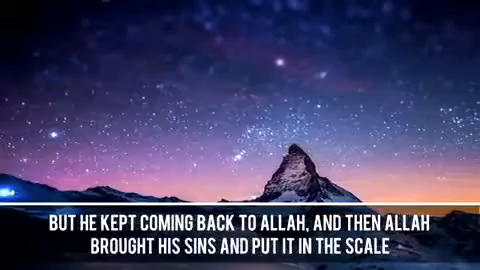 BUT HE KEPT COMING BACK TO ALLAH, AND THEN ALLAH
BROUGHT HIS SINS AND PUT IT IN THE SCALE